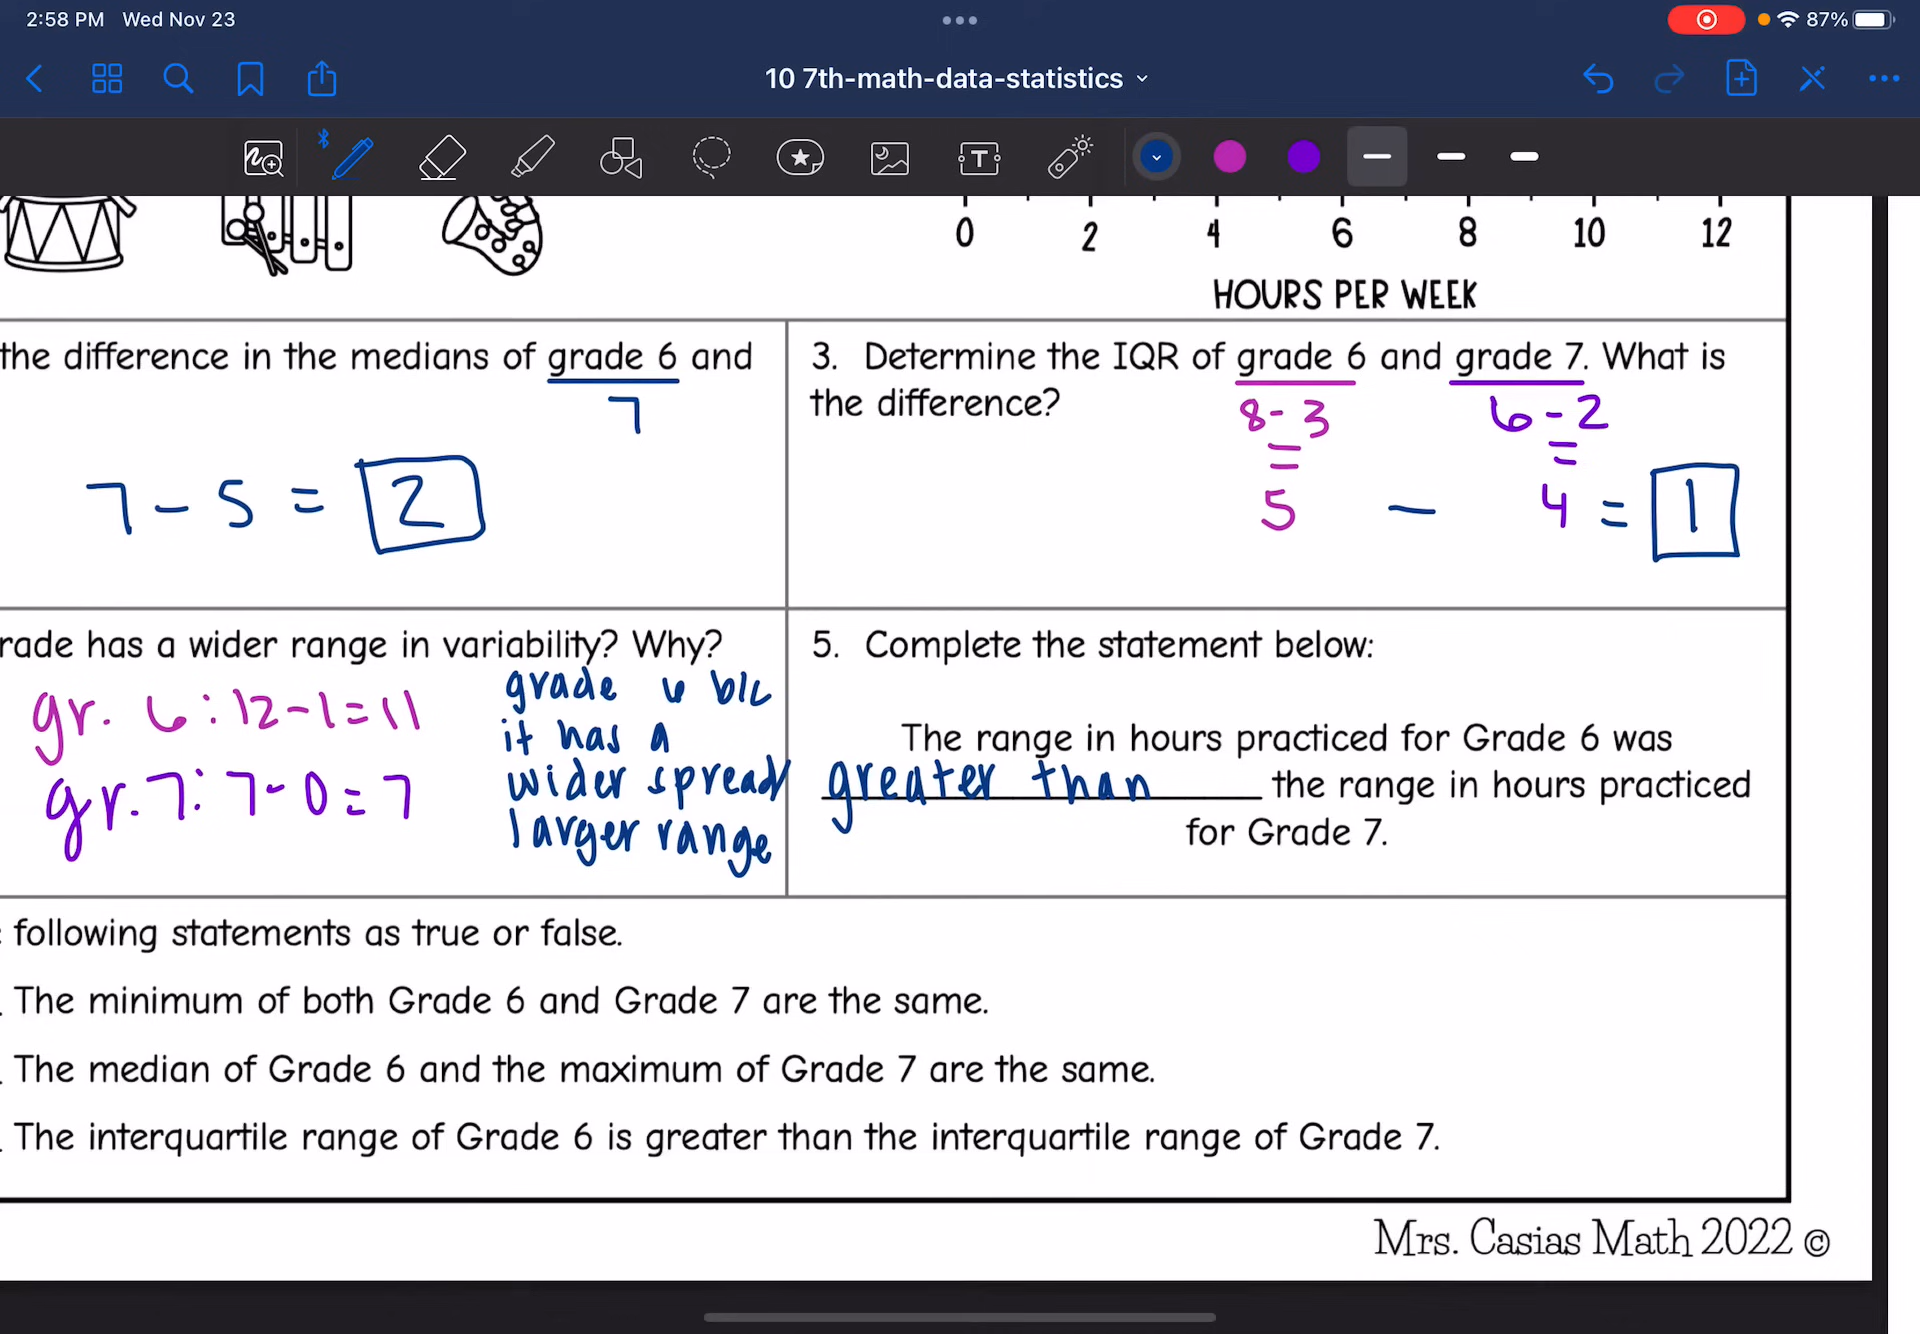 2:58 PM Wed Nov 23
87%
10 7th-math-data-statistics
T
0 2 4 6 8 10 12
HOURS PER WEEK
the difference in the medians of grade 6 and
7
7 - 5 = 2
3. Determine the IQR of grade 6 and grade 7. What is
the difference?
8 - 3 6 - 2
= =
5 - 4 = 1
rade has a wider range in variability? Why?
gr. 6 : 12 - 1 = 11
gr. 7 : 7 - 0 = 7
grade 6 b/c
it has a
wider spread
larger range
5. Complete the statement below:
The range in hours practiced for Grade 6 was
greater than the range in hours practiced
for Grade 7.
following statements as true or false.
The minimum of both Grade 6 and Grade 7 are the same.
The median of Grade 6 and the maximum of Grade 7 are the same.
The interquartile range of Grade 6 is greater than the interquartile range of Grade 7.
Mrs. Casias Math 2022 ©